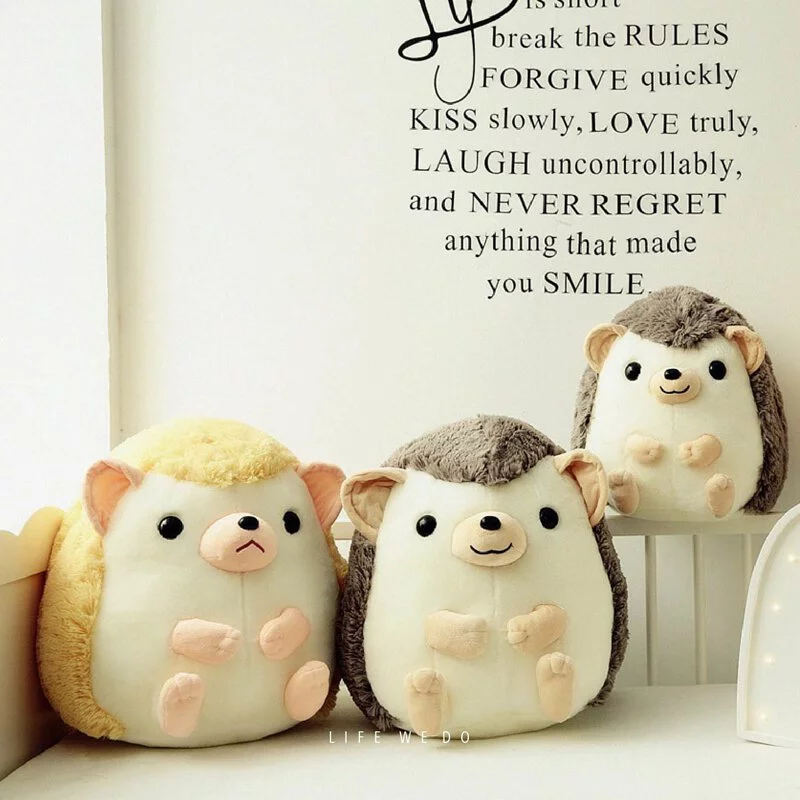 is short
break the RULES
FORGIVE quickly
KISS slowly, LOVE truly,
LAUGH uncontrollably,
and NEVER REGRET
anything that made
you SMILE.
LIFE WE DO